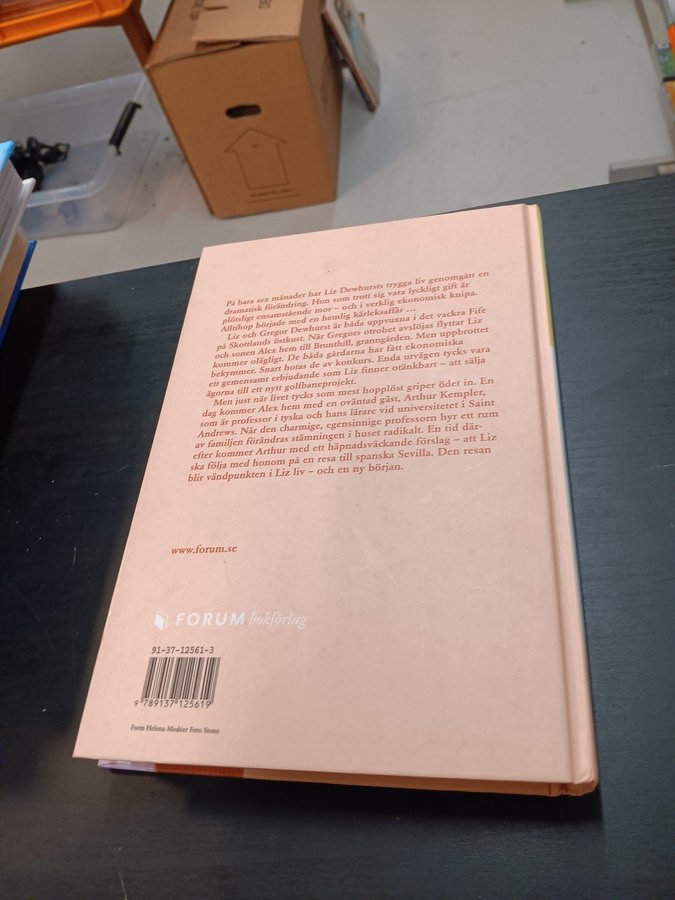 På bara sex månader har Liz Dewhursts trygga liv genomgått en
dramatisk förändring. Hon som trott sig vara lyckligt gift är
plötsligt ensamstående mor – och i verklig ekonomisk knipa.
Alltihop började med en hemlig kärleksaffär ...
Liz och Gregor Dewhurst är båda uppvuxna i det vackra Fife
på Skottlands östkust. När Gregors otrohet avslöjas flyttar Liz
och sonen Alex hem till Brunthill, granngården. Men uppbrottet
kommer olägligt. De båda gårdarna har fått ekonomiska
bekymmer. Snart hotas de av konkurs. Enda utvägen tycks vara
ett gemensamt erbjudande som Liz finner otänkbart – att sälja
ägorna till ett nytt golfbaneprojekt.
Men just när livet tycks som mest hopplöst griper ödet in. En
dag kommer Alex hem med en oväntad gäst, Arthur Kempler,
som är professor i tyska och hans lärare vid universitetet i Saint
Andrews. När den charmige, egensinnige professorn hyr ett rum
av familjen förändras stämningen i huset radikalt. En tid där-
efter kommer Arthur med ett häpnadsväckande förslag – att Liz
ska följa med honom på en resa till spanska Sevilla. Den resan
blir vändpunkten i Liz liv – och en ny början.
www.forum.se
FORUM bokförlag
91-37-12561-3
9 789137 125619
Form Helena Modéer Foto Stone